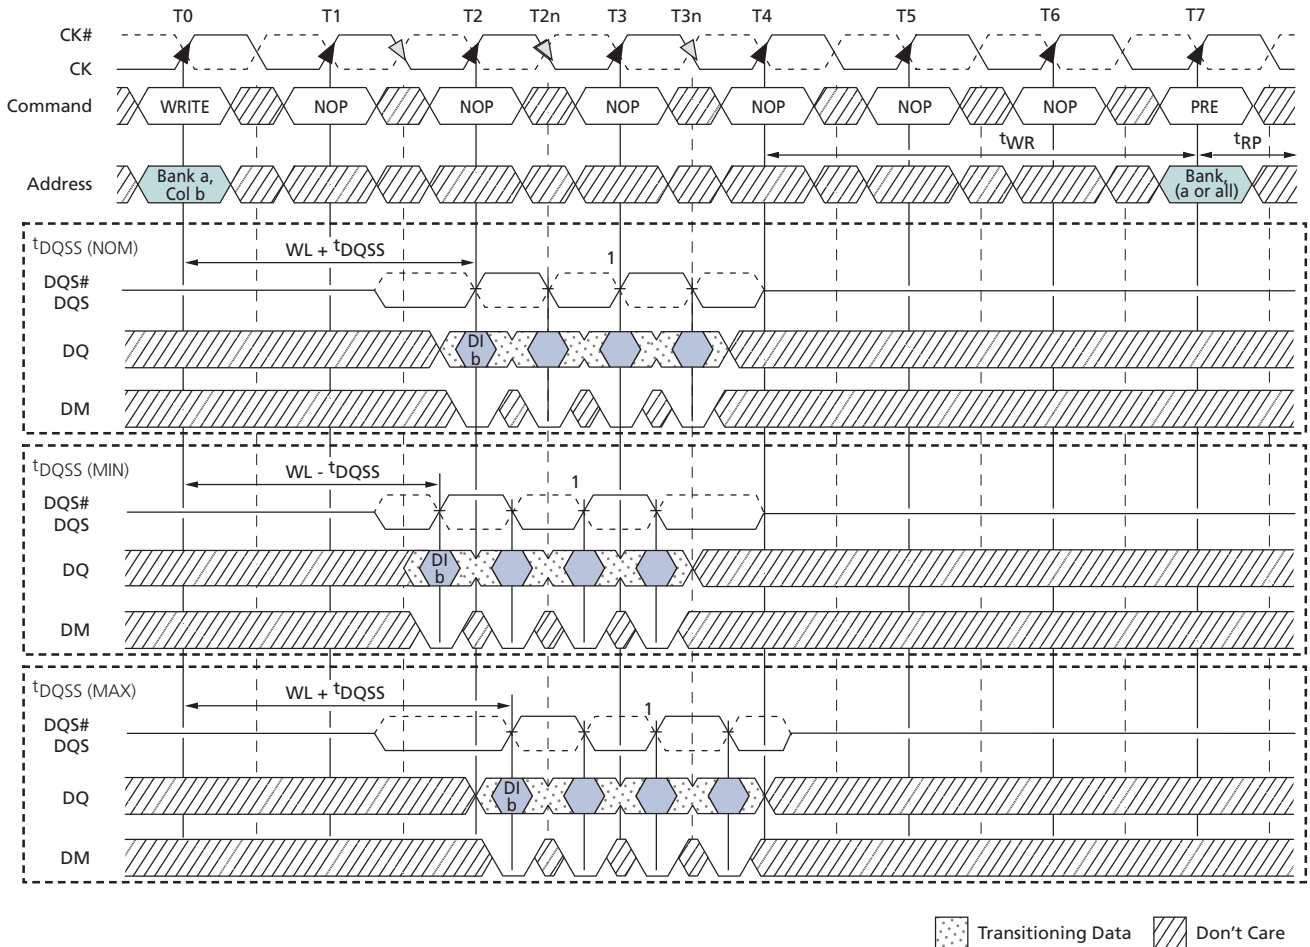 T0 T1 T2 T2n T3 T3n T4 T5 T6 T7
CK#
CK
Command WRITE NOP NOP NOP NOP NOP NOP PRE
tWR tRP
Address Bank a, Col b Bank, (a or all)
tDQSS (NOM)
WL + tDQSS 1
DQS#
DQS
DQ DI b
DM
tDQSS (MIN)
WL - tDQSS 1
DQS#
DQS
DQ DI b
DM
tDQSS (MAX)
WL + tDQSS 1
DQS#
DQS
DQ DI b
DM
Transitioning Data Don't Care